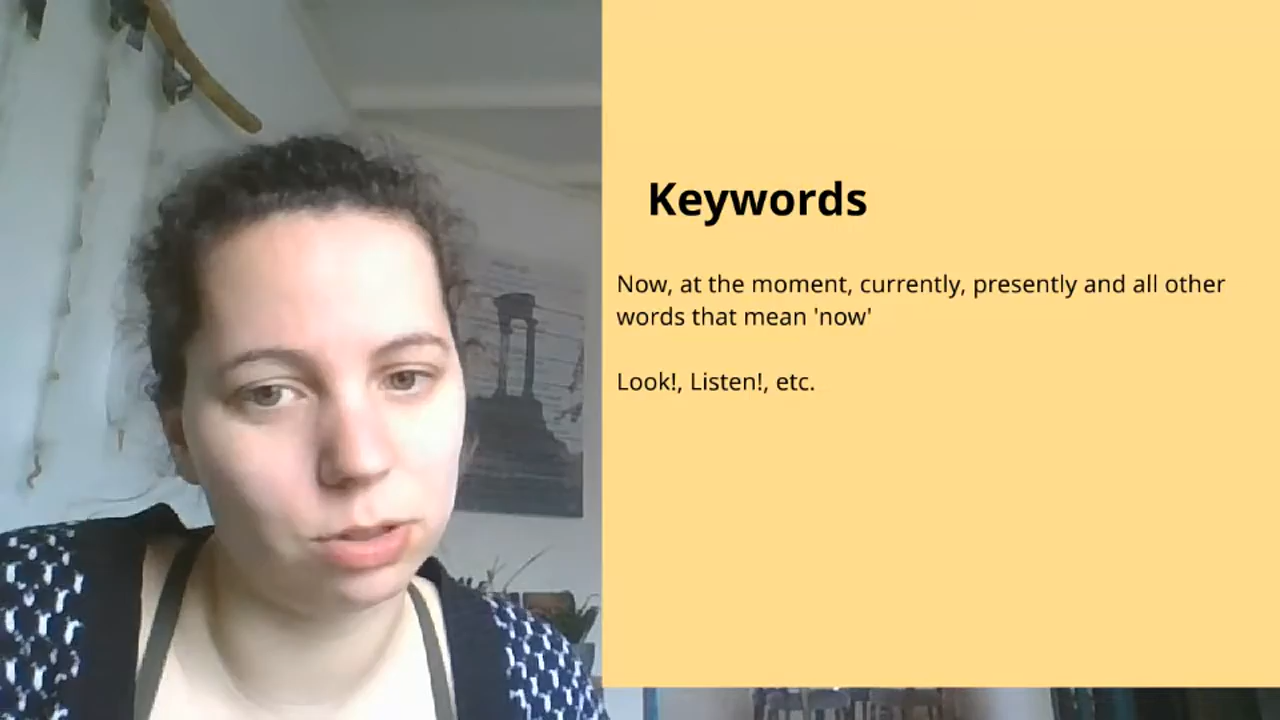 Keywords
Now, at the moment, currently, presently and all other
words that mean 'now'
Look!, Listen!, etc.